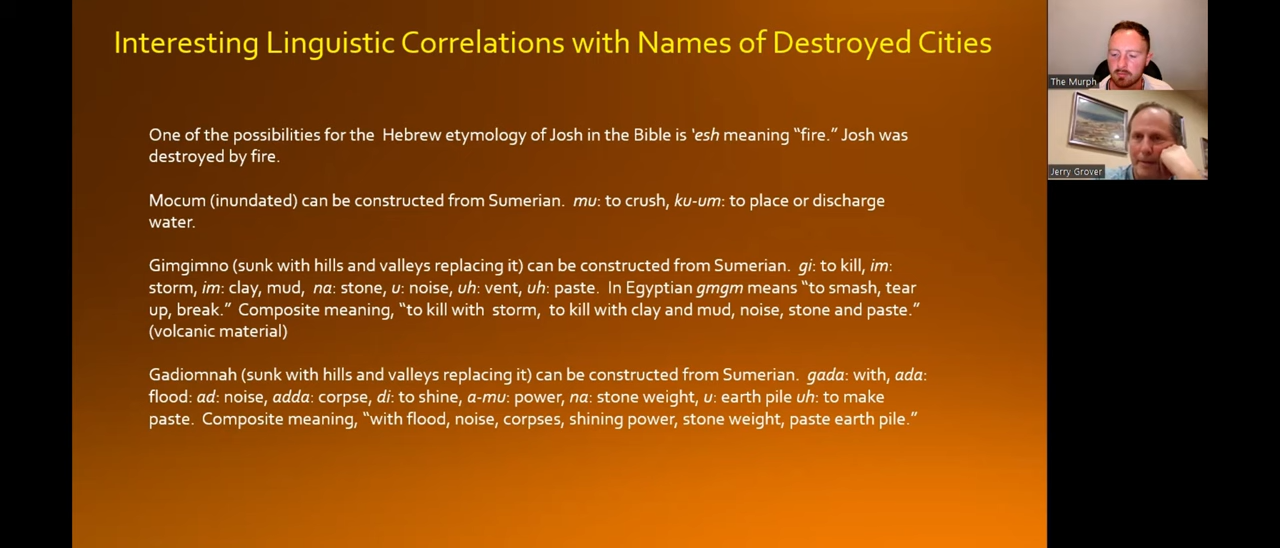 Interesting Linguistic Correlations with Names of Destroyed Cities
The Murph
One of the possibilities for the Hebrew etymology of Josh in the Bible is 'esh meaning “fire.” Josh was
destroyed by fire.
Jerry Grover
Mocum (inundated) can be constructed from Sumerian. mu: to crush, ku-um: to place or discharge
water.
Gimgimno (sunk with hills and valleys replacing it) can be constructed from Sumerian. gi: to kill, im:
storm, im: clay, mud, na: stone, u: noise, uh: vent, uh: paste. In Egyptian gmgm means “to smash, tear
up, break.” Composite meaning, “to kill with storm, to kill with clay and mud, noise, stone and paste.”
(volcanic material)
Gadiomnah (sunk with hills and valleys replacing it) can be constructed from Sumerian. gada: with, ada:
flood: ad: noise, adda: corpse, di: to shine, a-mu: power, na: stone weight, u: earth pile uh: to make
paste. Composite meaning, “with flood, noise, corpses, shining power, stone weight, paste earth pile.”